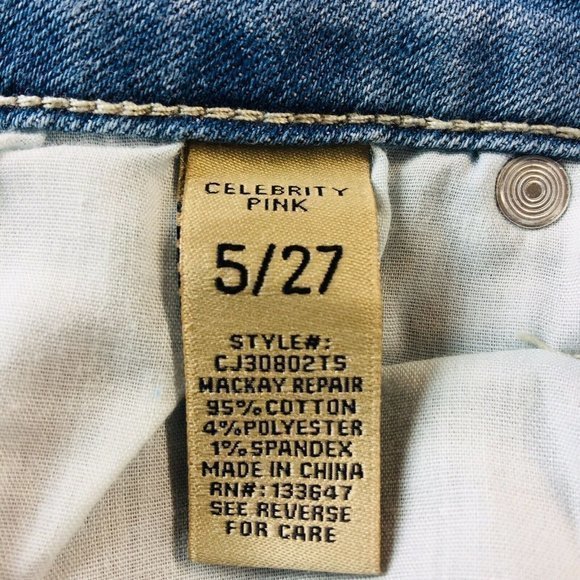 CELEBRITY
PINK
5/27
STYLE#:
CJ30802TS
MACKAY REPAIR
95% COTTON
4% POLYESTER
1% SPANDEX
MADE IN CHINA
RN#: 133647
SEE REVERSE
FOR CARE